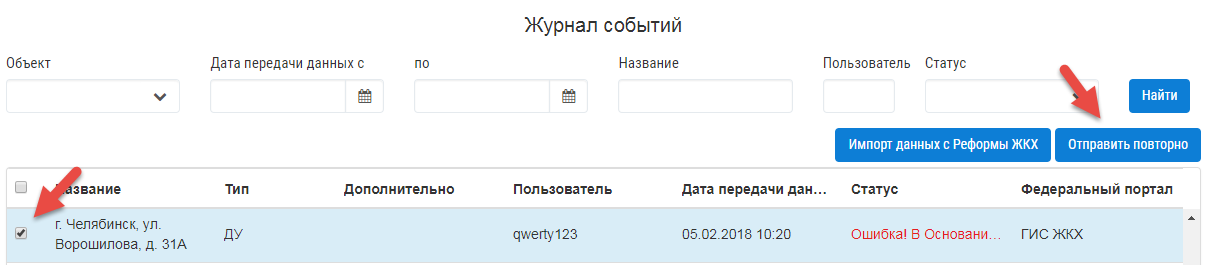 Журнал событий
Объект Дата передачи данных с по Название Пользователь Статус
Найти
Импорт данных с Реформы ЖКХ Отправить повторно
Название Тип Дополнительно Пользователь Дата передачи дан... Статус Федеральный портал
г. Челябинск, ул.
Ворошилова, д. 31А ДУ qwerty123 05.02.2018 10:20 Ошибка! В Основани... ГИС ЖКХ